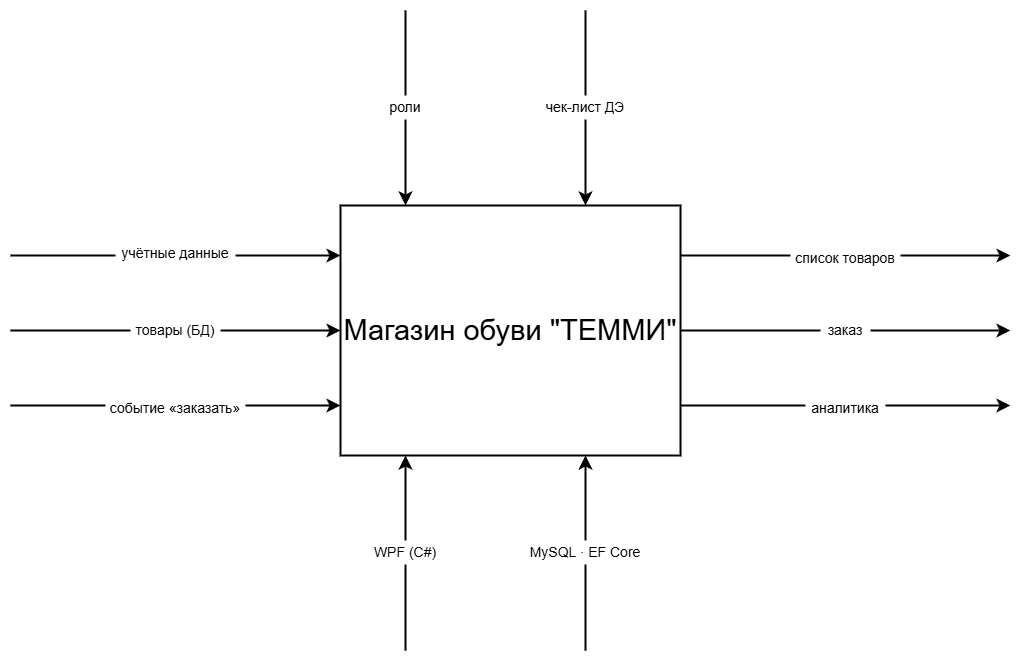 роли
чек-лист ДЭ
учётные данные
список товаров
товары (БД)
Магазин обуви "ТЕММИ"
заказ
событие «заказать»
аналитика
WPF (C#)
MySQL · EF Core